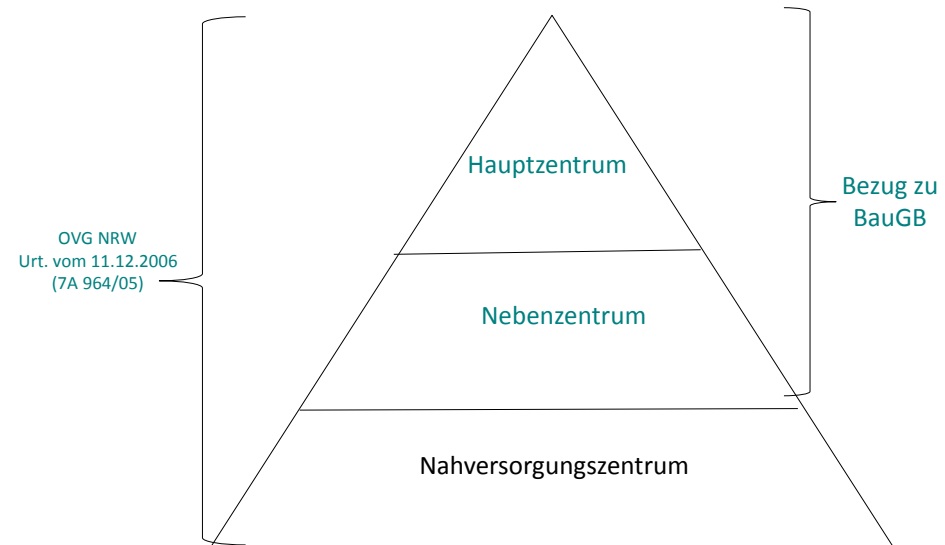 Hauptzentrum
Bezug zu
BauGB
OVG NRW
Urt. vom 11.12.2006
(7A 964/05)
Nebenzentrum
Nahversorgungszentrum